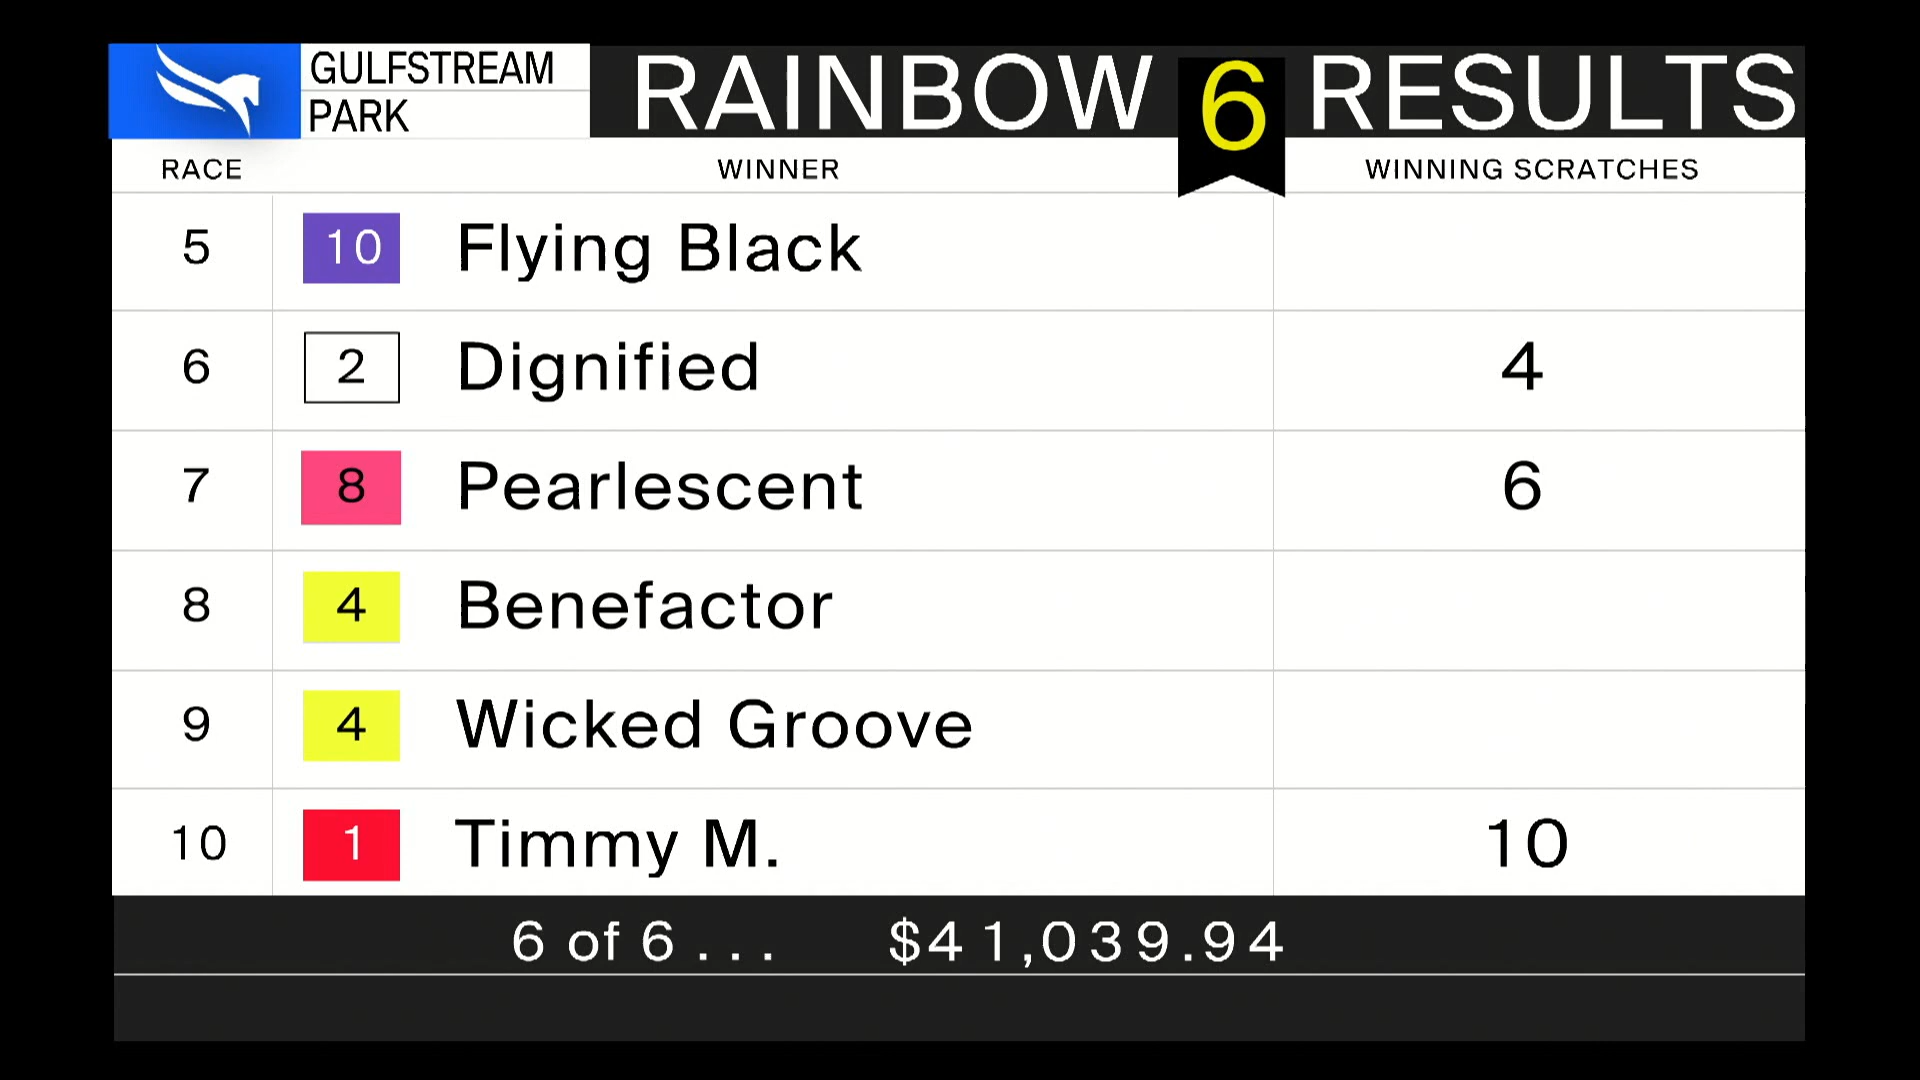 GULFSTREAM
PARK
RAINBOW 6 RESULTS
RACE WINNER WINNING SCRATCHES
5 10 Flying Black
6 2 Dignified 4
7 8 Pearlescent 6
8 4 Benefactor
9 4 Wicked Groove
10 1 Timmy M. 10
6 of 6 ... $41,039.94